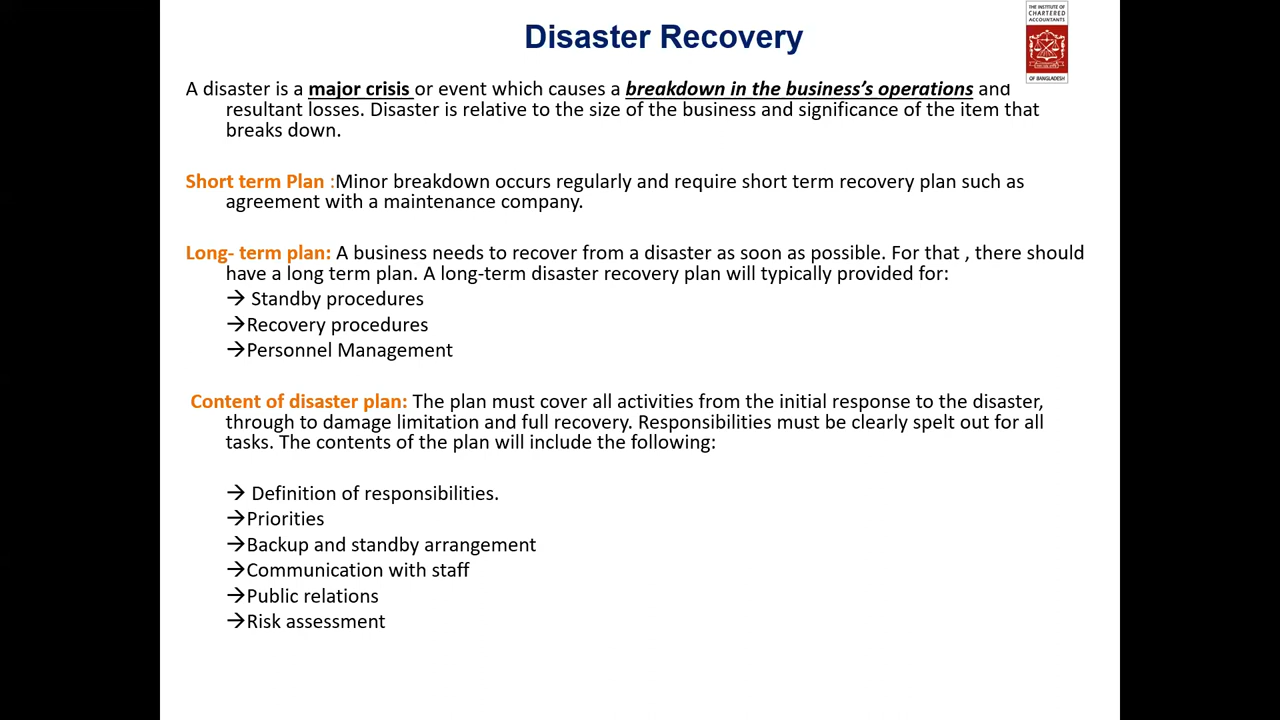 Disaster Recovery
THE INSTITUTE OF
CHARTERED
ACCOUNTANTS
OF BANGLADESH
A disaster is a major crisis or event which causes a breakdown in the business's operations and
resultant losses. Disaster is relative to the size of the business and significance of the item that
breaks down.
Short term Plan :Minor breakdown occurs regularly and require short term recovery plan such as
agreement with a maintenance company.
Long- term plan: A business needs to recover from a disaster as soon as possible. For that , there should
have a long term plan. A long-term disaster recovery plan will typically provided for:
→ Standby procedures
→Recovery procedures
→Personnel Management
Content of disaster plan: The plan must cover all activities from the initial response to the disaster,
through to damage limitation and full recovery. Responsibilities must be clearly spelt out for all
tasks. The contents of the plan will include the following:
→ Definition of responsibilities.
→Priorities
→Backup and standby arrangement
→Communication with staff
→Public relations
→Risk assessment